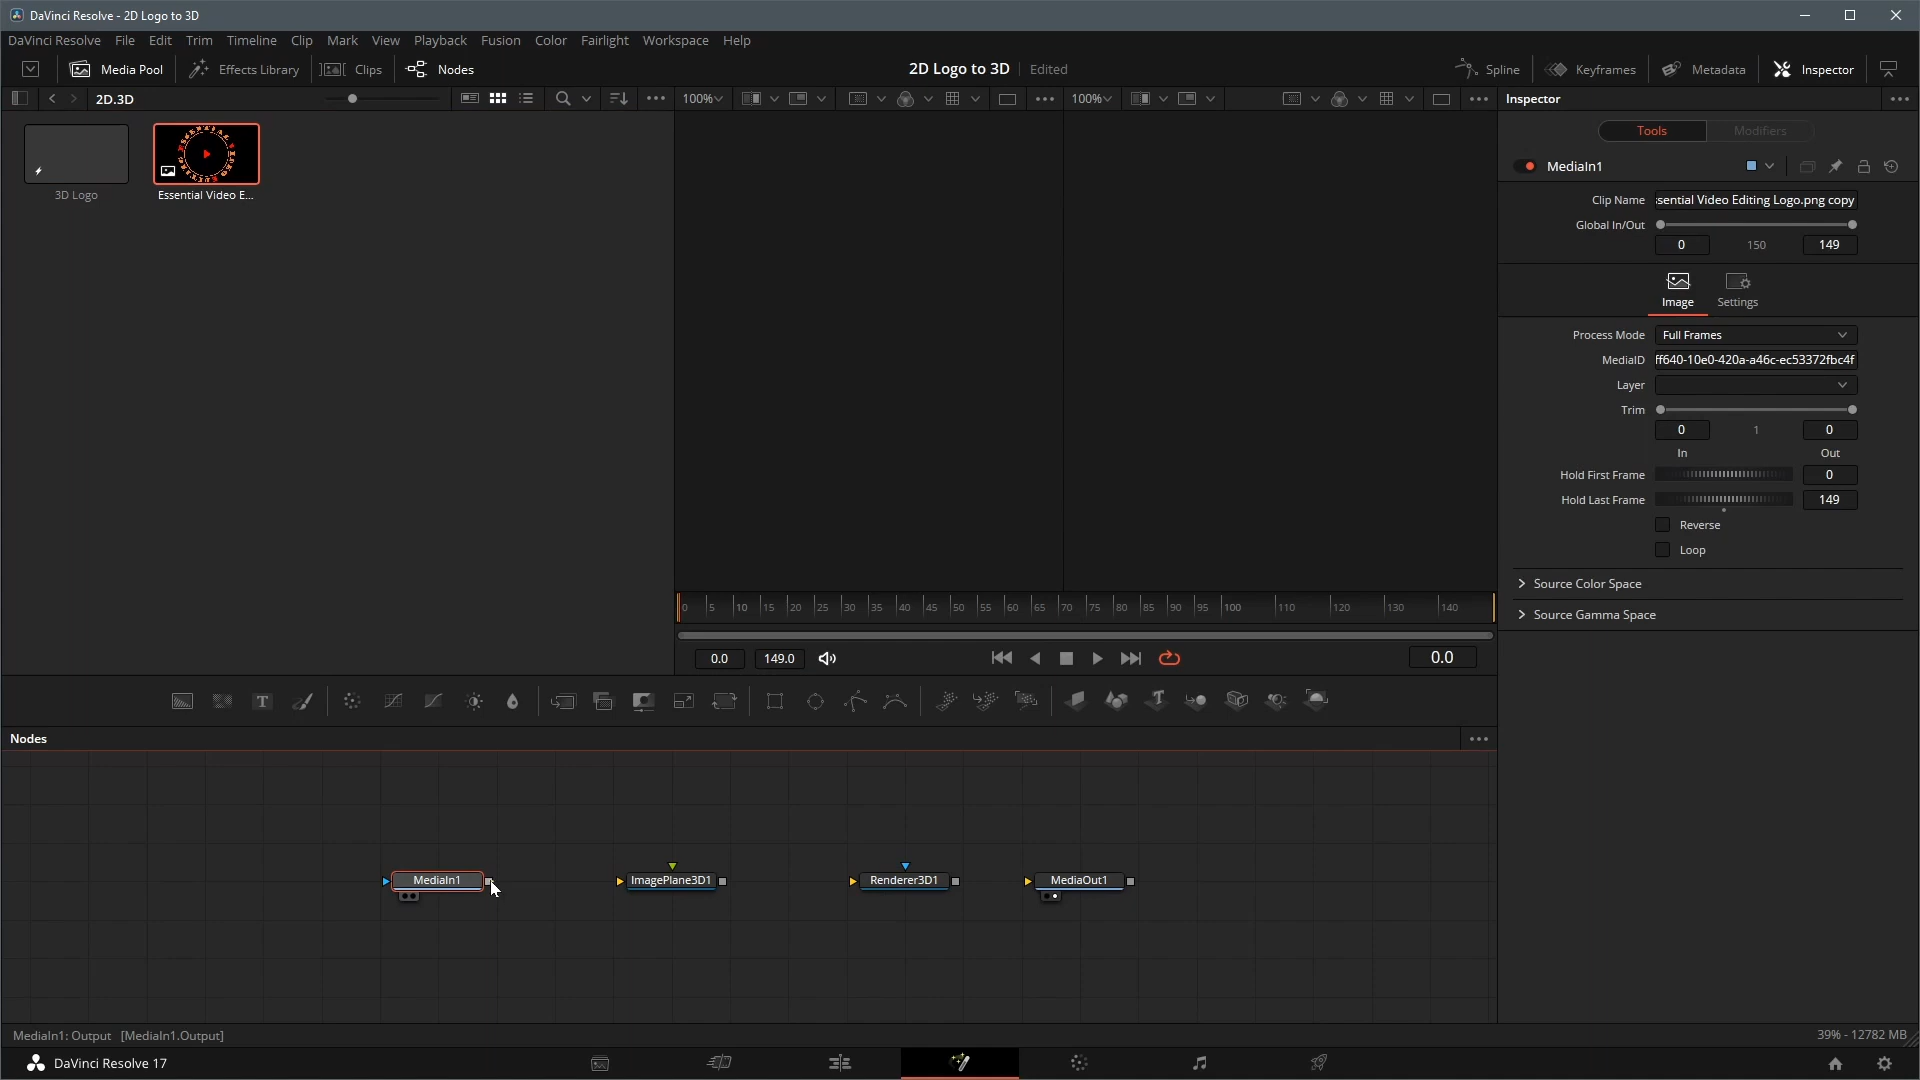 DaVinci Resolve - 2D Logo to 3D
DaVinci Resolve File Edit Trim Timeline Clip Mark View Playback Fusion Color Fairlight Workspace Help
Media Pool Effects Library Clips Nodes 2D Logo to 3D Edited Spline Keyframes Metadata Inspector
2D.3D 100% 100% Inspector
Tools Modifiers
MediaIn1
3D Logo Essential Video E...
Clip Name ssential Video Editing Logo.png copy
Global In/Out
0 150 149
Image Settings
Process Mode Full Frames
MediaID ff640-10e0-420a-a46c-ec53372fbc4f
Layer
Trim
0 1 0
In Out
Hold First Frame 0
Hold Last Frame 149
Reverse
Loop
Source Color Space
Source Gamma Space
0 5 10 15 20 25 30 35 40 45 50 55 60 65 70 75 80 85 90 95 100 110 120 130 140
0.0 149.0 0.0
T T
Nodes
MediaIn1 ImagePlane3D1 Renderer3D1 MediaOut1
MediaIn1: Output [MediaIn1.Output] 39% - 12782 MB
DaVinci Resolve 17